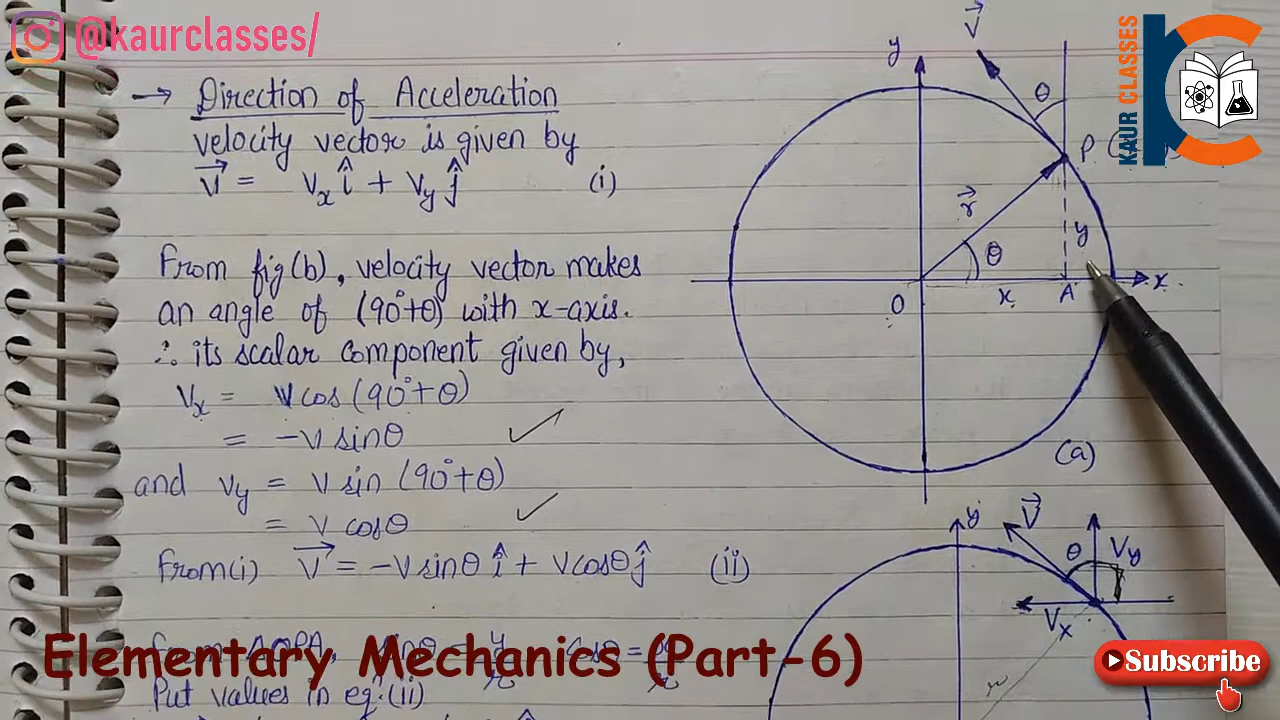 @kaurclasses/
KAUR CLASSES
→ Direction of Acceleration
velocity vector is given by
V⃗ = Vₓ î + Vᵧ ĵ (i)
From fig(b), velocity vector makes
an angle of (90°+θ) with x-axis.
∴ its scalar component given by,
Vₓ = V cos (90°+θ)
= -V sinθ ✓
and Vy = V sin (90°+θ)
= V cosθ ✓
From(i) V⃗ = -V sinθ î + V cosθ ĵ (ii)
Put values in eqⁿ(ii)
V⃗
y
θ
P
r⃗
θ
y
O
x
A
x
(a)
y
V⃗
θ
Vy
Vₓ
r
Elementary Mechanics (Part-6)
Subscribe